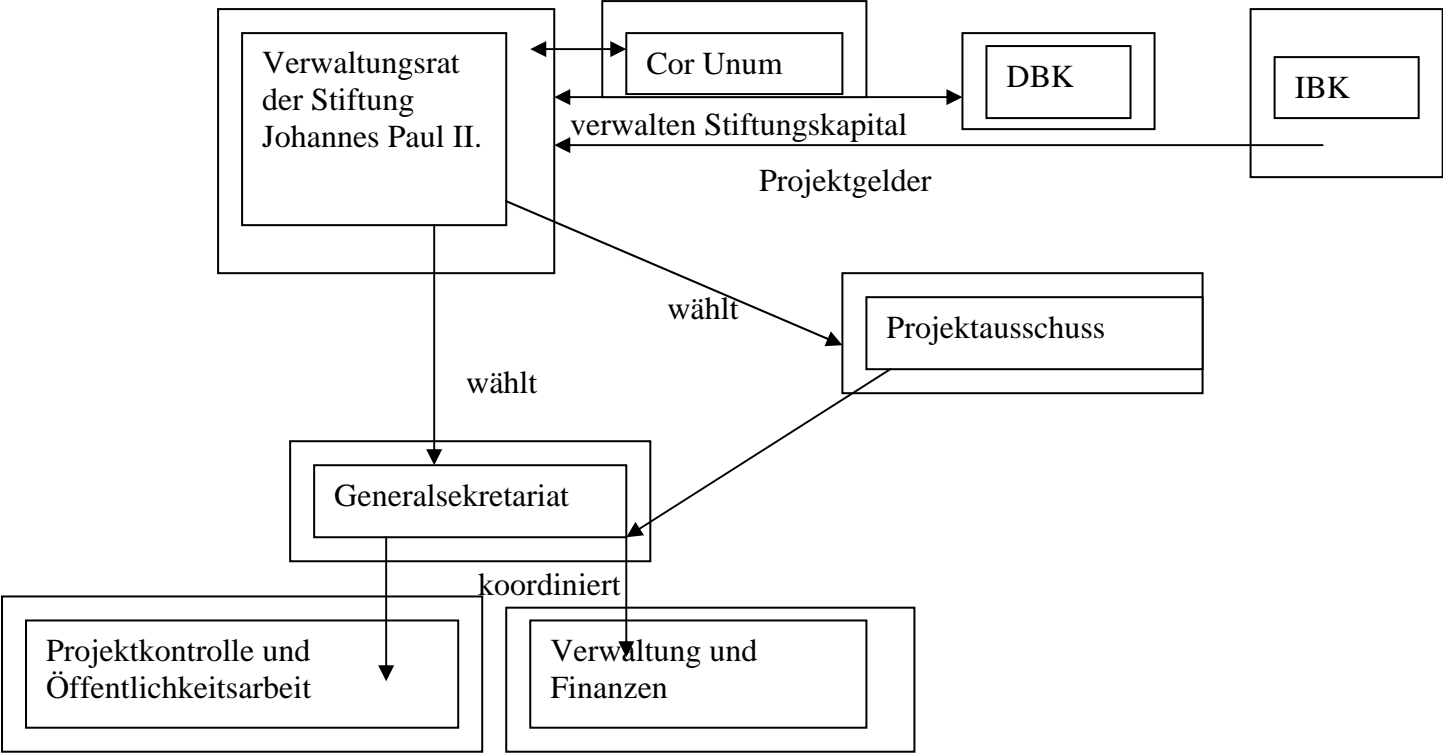 Verwaltungsrat
der Stiftung
Johannes Paul II.
Cor Unum
DBK
IBK
verwalten Stiftungskapital
Projektgelder
wählt
Projektausschuss
wählt
Generalsekretariat
koordiniert
Projektkontrolle und
Öffentlichkeitsarbeit
Verwaltung und
Finanzen